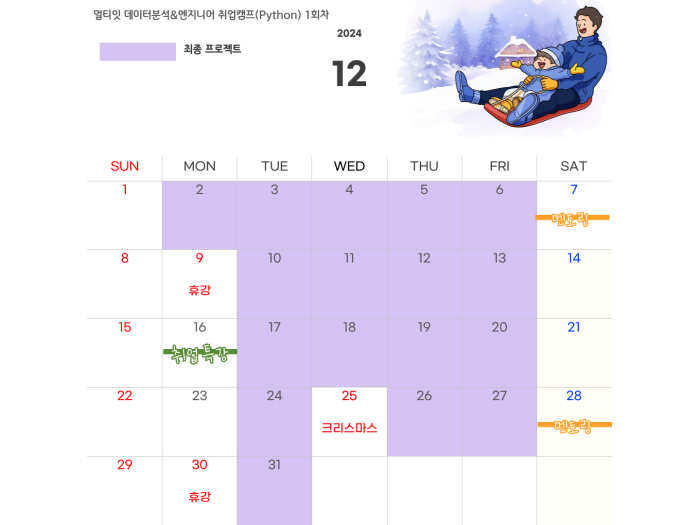 멀티잇 데이터분석&엔지니어 취업캠프(Python) 1회차
최종 프로젝트
2024
12
SUN MON TUE WED THU FRI SAT
1 2 3 4 5 6 7
멘토링
8 9 10 11 12 13 14
휴강
15 16 17 18 19 20 21
취업 특강
22 23 24 25 26 27 28
크리스마스 멘토링
29 30 31
휴강